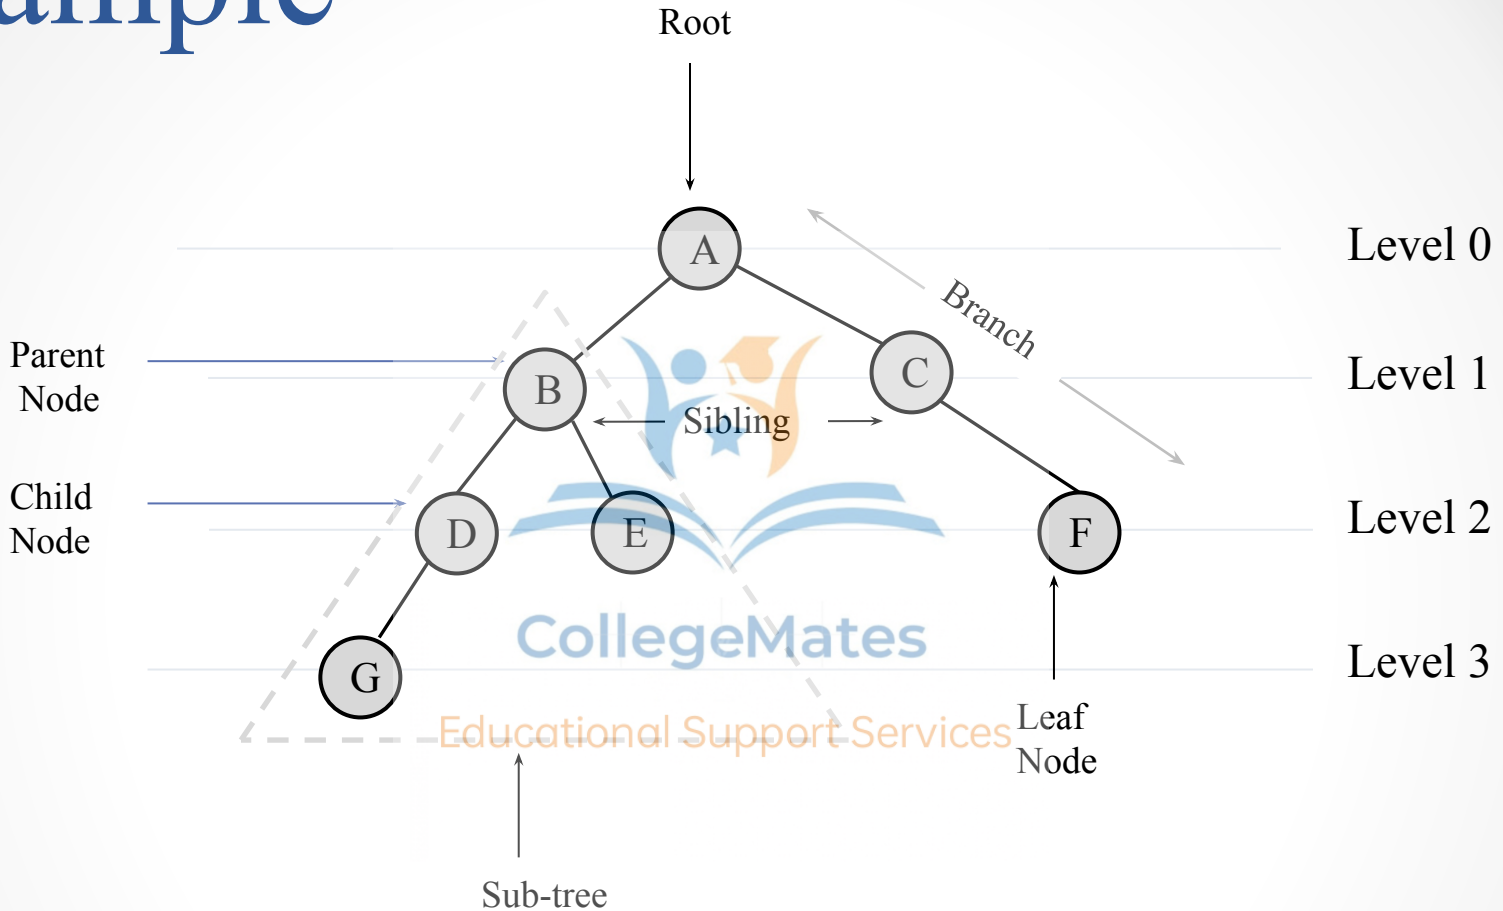 Root
A
Level 0
Branch
Parent
Node
B
C
Level 1
Sibling
Child
Node
D
E
F
Level 2
CollegeMates
G
Level 3
Educational Support Services
Leaf
Node
Sub-tree